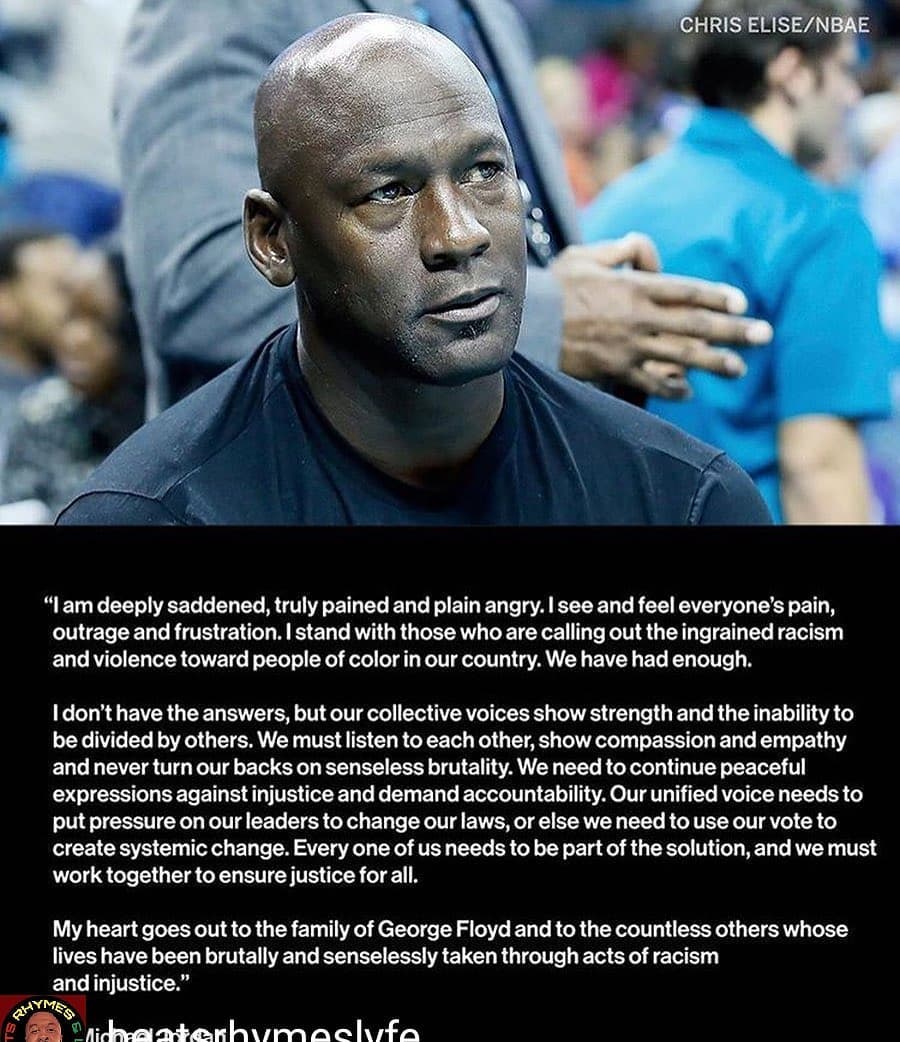 CHRIS ELISE/NBAE
“I am deeply saddened, truly pained and plain angry. I see and feel everyone’s pain,
outrage and frustration. I stand with those who are calling out the ingrained racism
and violence toward people of color in our country. We have had enough.
I don’t have the answers, but our collective voices show strength and the inability to
be divided by others. We must listen to each other, show compassion and empathy
and never turn our backs on senseless brutality. We need to continue peaceful
expressions against injustice and demand accountability. Our unified voice needs to
put pressure on our leaders to change our laws, or else we need to use our vote to
create systemic change. Every one of us needs to be part of the solution, and we must
work together to ensure justice for all.
My heart goes out to the family of George Floyd and to the countless others whose
lives have been brutally and senselessly taken through acts of racism
and injustice.”
RHYMES
beatsrhymeslyfe